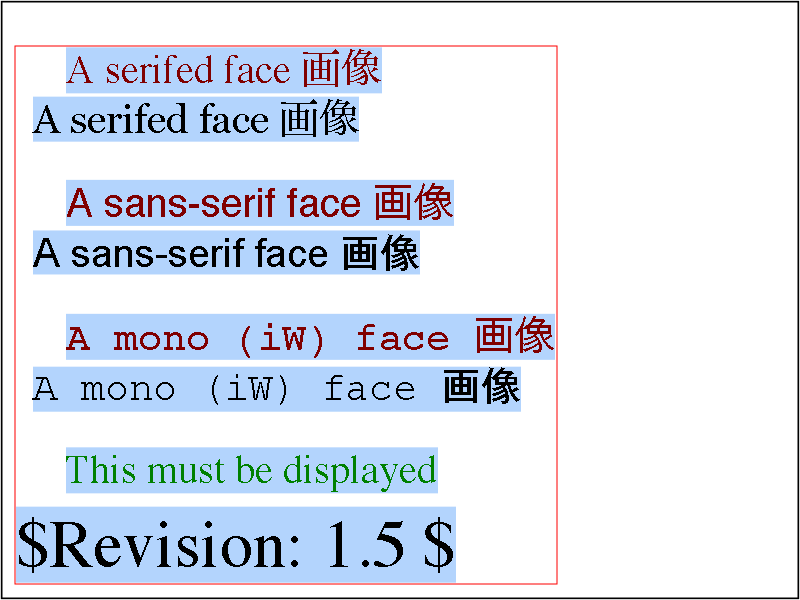 A serifed face 画像
A serifed face 画像
A sans-serif face 画像
A sans-serif face 画像
A mono (iW) face 画像
A mono (iW) face 画像
This must be displayed
$Revision: 1.5 $